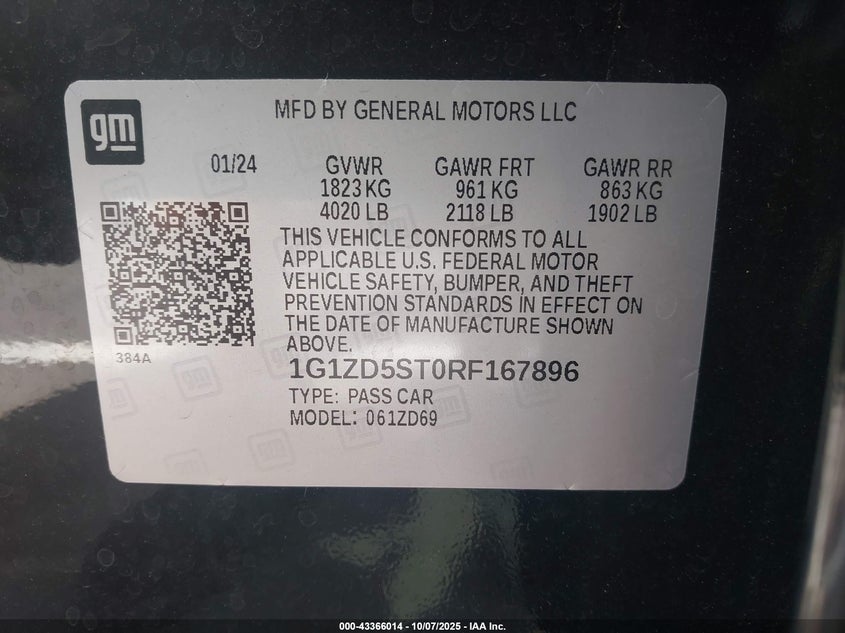 gm
MFD BY GENERAL MOTORS LLC
01/24 GVWR GAWR FRT GAWR RR
1823 KG 961 KG 863 KG
4020 LB 2118 LB 1902 LB
THIS VEHICLE CONFORMS TO ALL
APPLICABLE U.S. FEDERAL MOTOR
VEHICLE SAFETY, BUMPER, AND THEFT
PREVENTION STANDARDS IN EFFECT ON
THE DATE OF MANUFACTURE SHOWN
ABOVE.
384A
1G1ZD5ST0RF167896
TYPE: PASS CAR
MODEL: 061ZD69
000-43366014 - 10/07/2025 - IAA Inc.